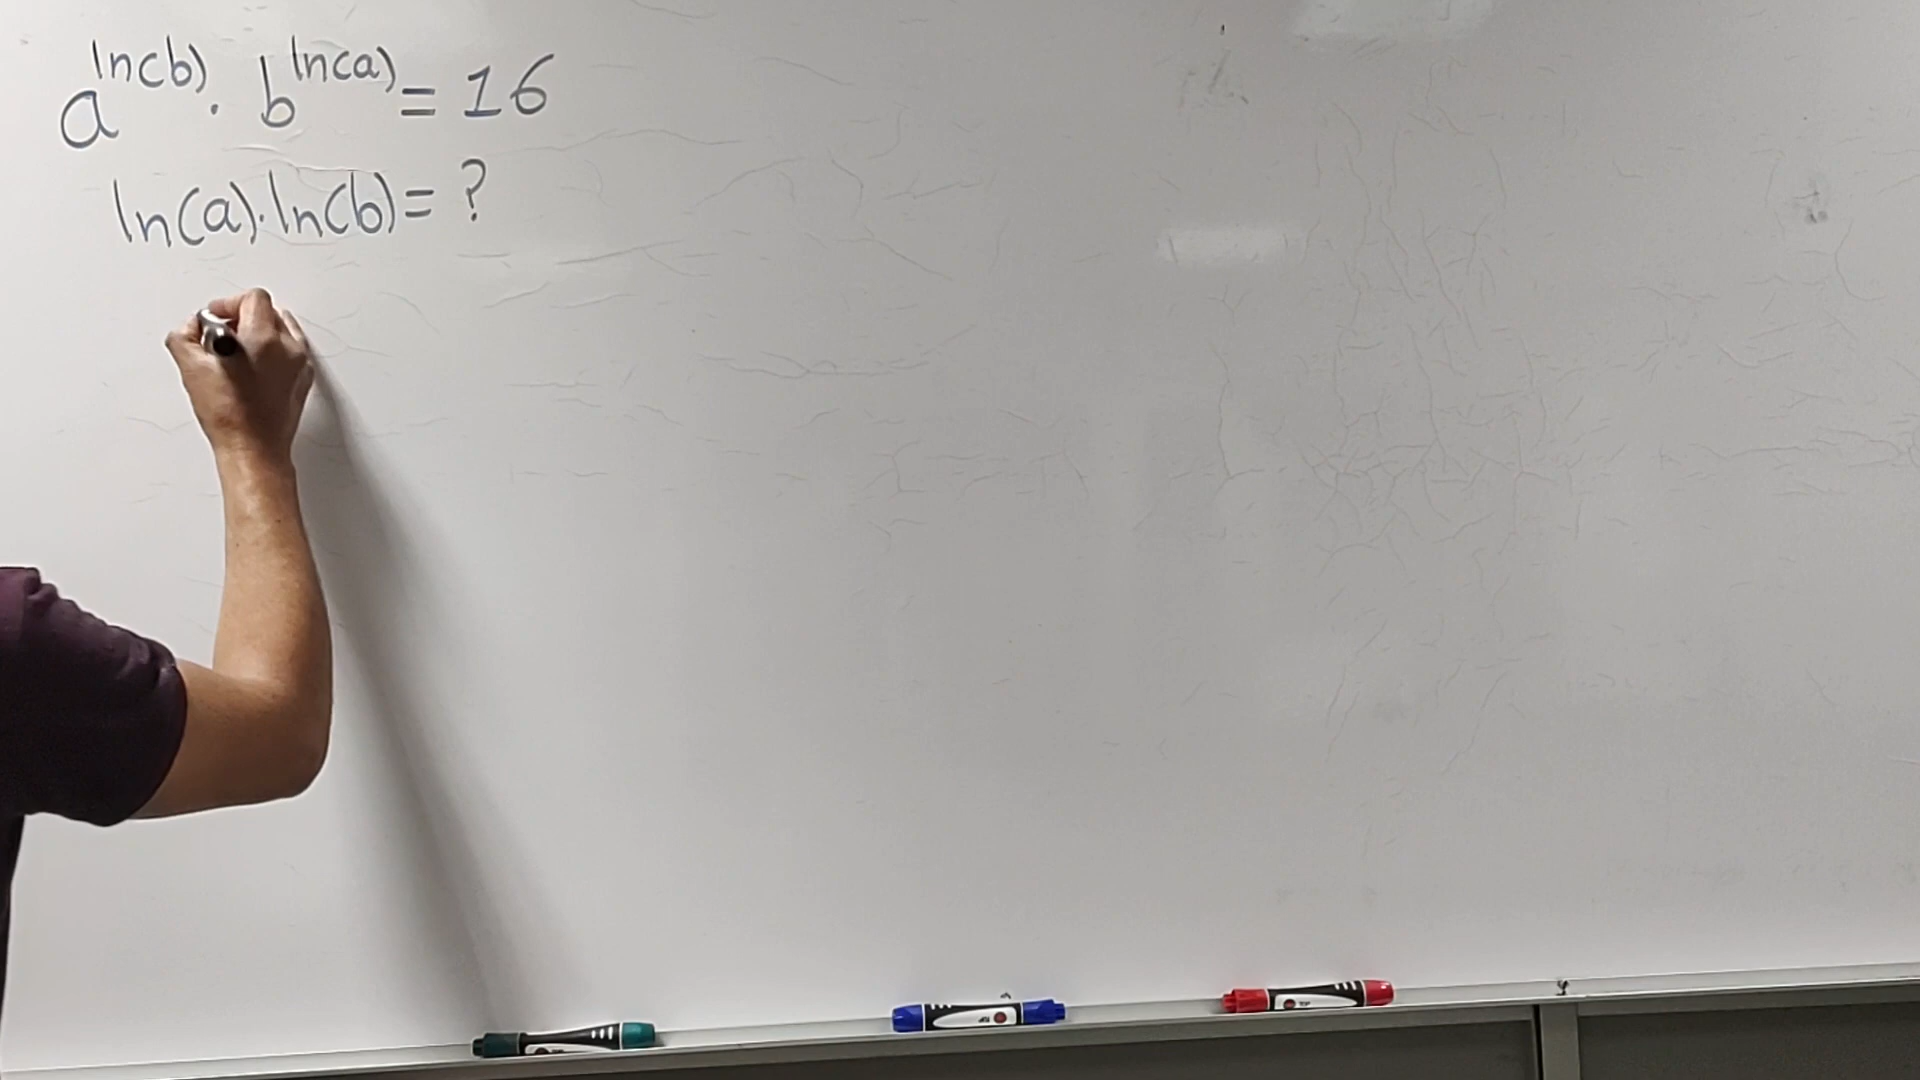 a^ln(b) · b^ln(a) = 16
ln(a)·ln(b) = ?